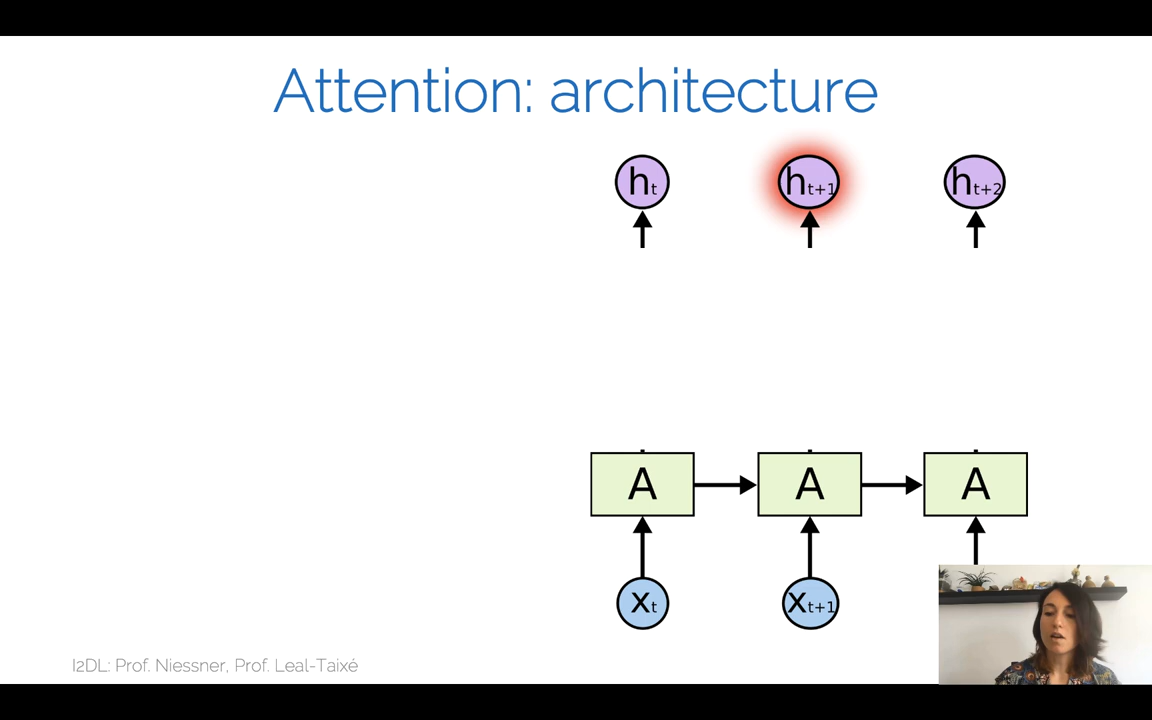 Attention: architecture
ht ht+1 ht+2
A A A
xt xt+1
I2DL: Prof. Niessner, Prof. Leal-Taixé